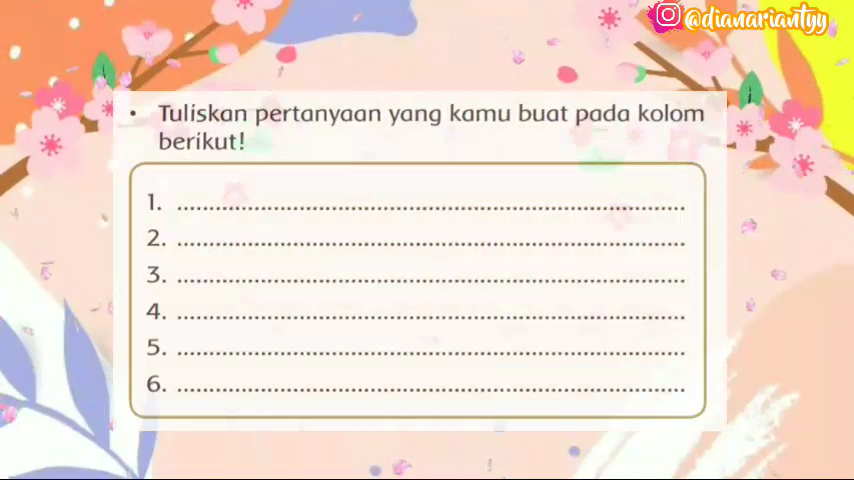 @dianariantyy
• Tuliskan pertanyaan yang kamu buat pada kolom
berikut!
1. ................................................................................
2. ................................................................................
3. ................................................................................
4. ................................................................................
5. ................................................................................
6. ................................................................................